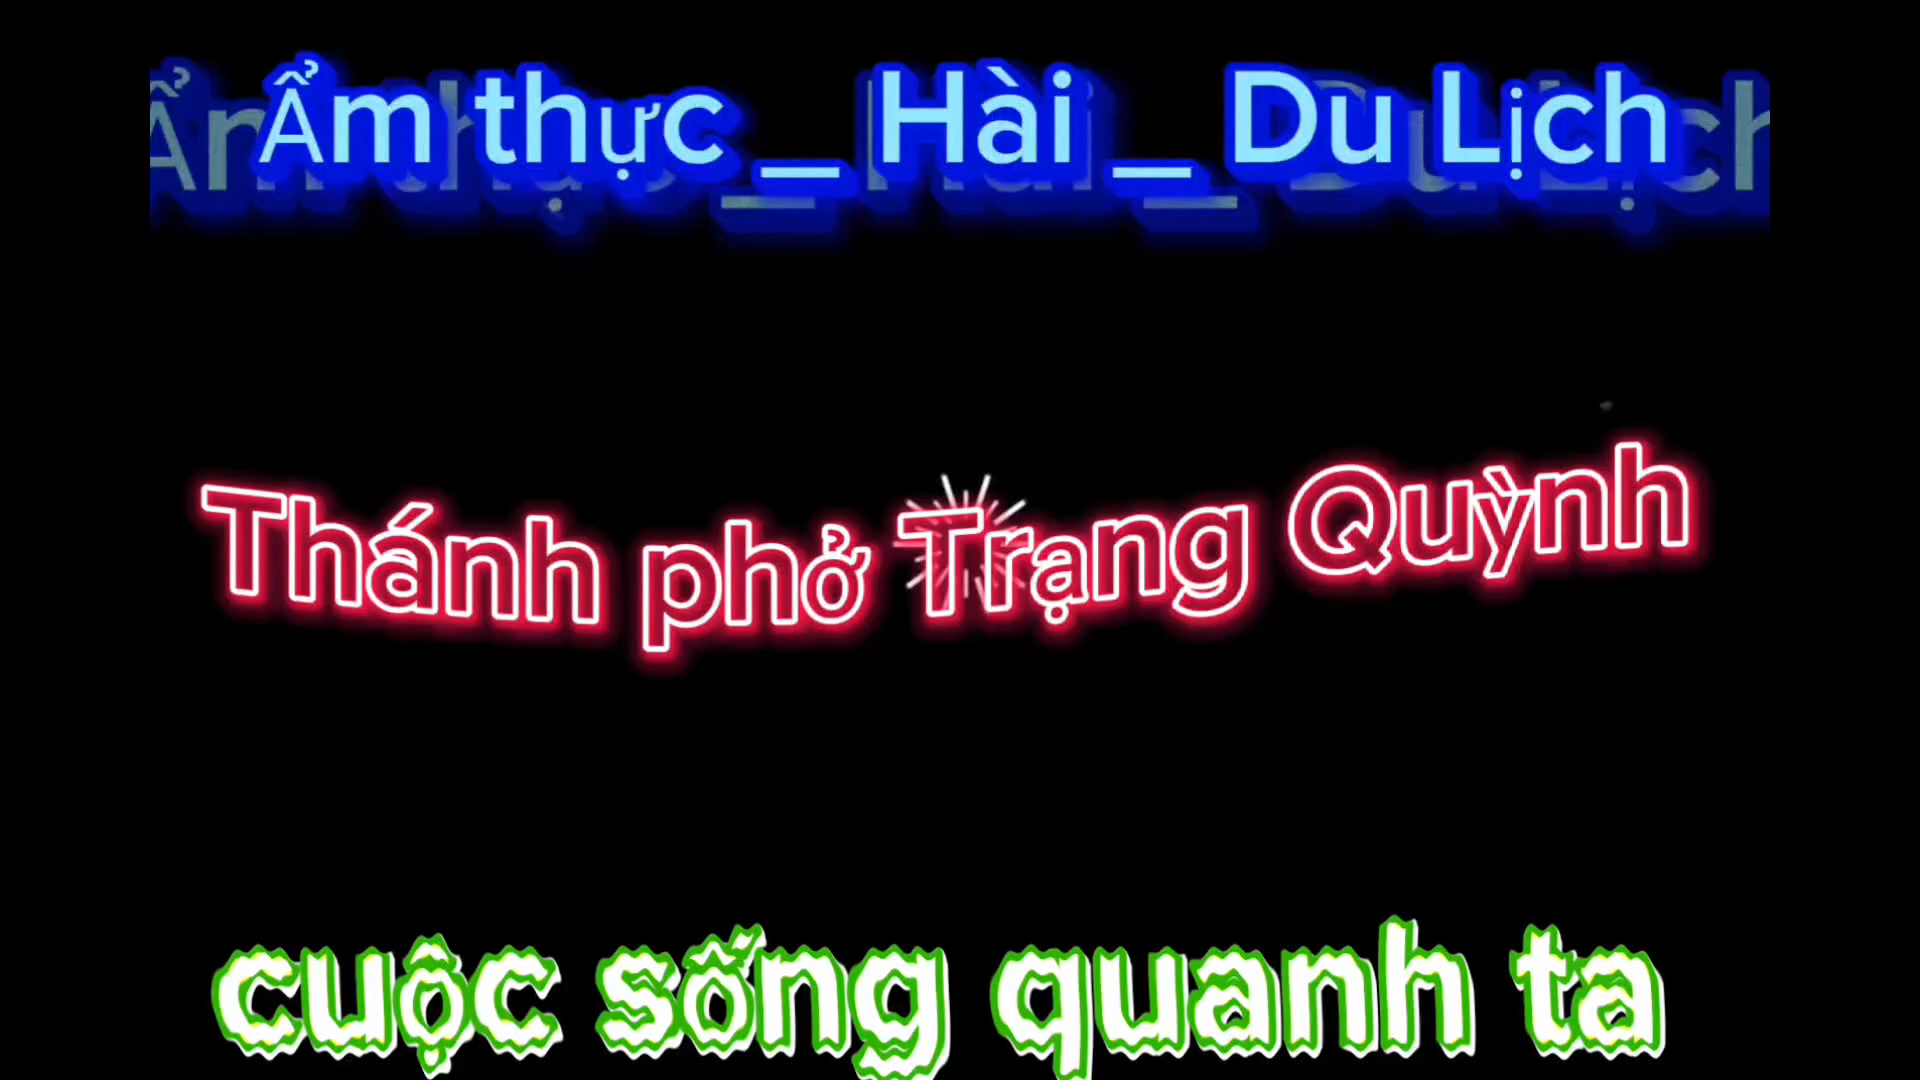 Ẩm thực _ Hài _ Du Lịch
Thánh phở Trạng Quỳnh
cuộc sống quanh ta